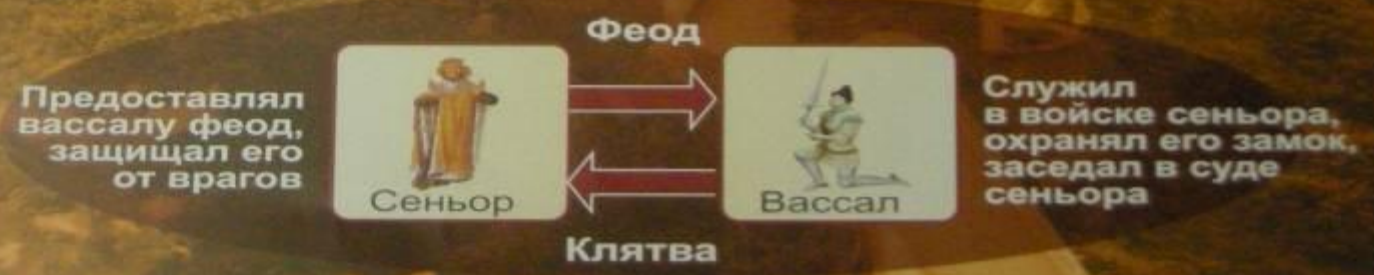 Феод
Предоставлял
вассалу феод,
защищал его
от врагов
Сеньор
Вассал
Служил
в войске сеньора,
охранял его замок,
заседал в суде
сеньора
Клятва